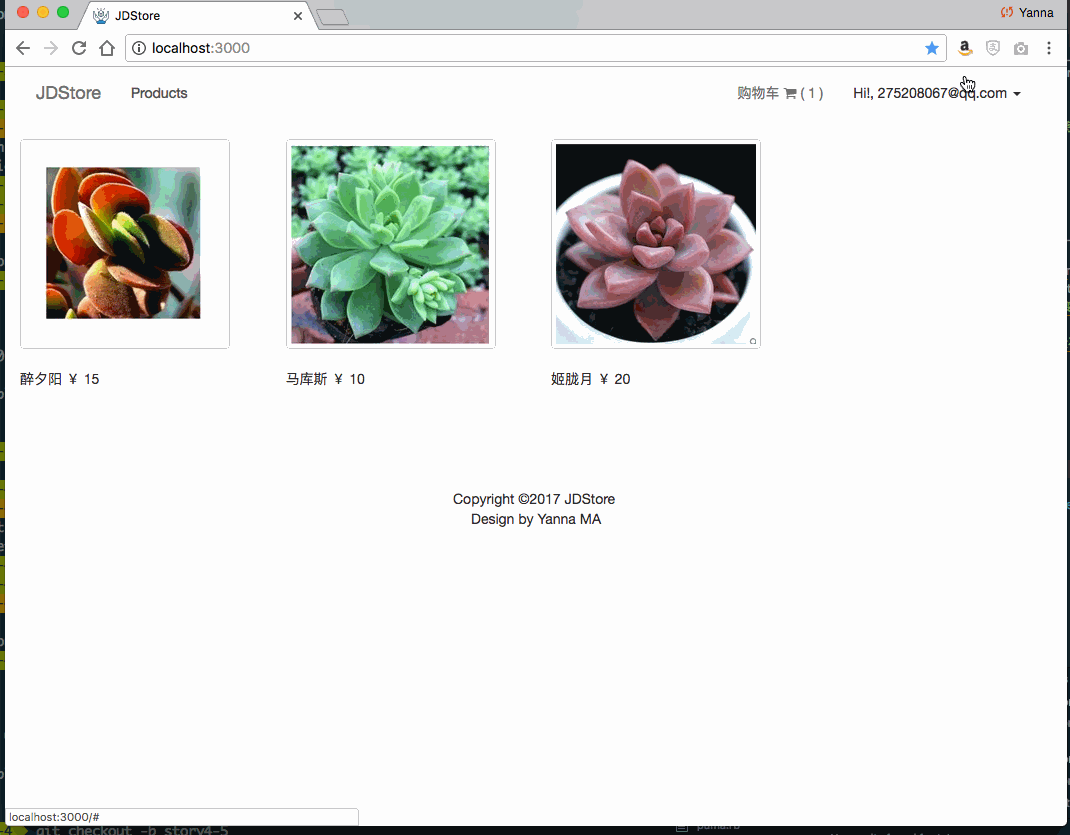 JDStore
Yanna
localhost:3000
JDStore
Products
购物车 ( 1 )
Hi!, 275208067@qq.com
醉夕阳 ￥ 15
马库斯 ￥ 10
姬胧月 ￥ 20
Copyright ©2017 JDStore
Design by Yanna MA
localhost:3000/#
git checkout -b story4-5
puma.rb